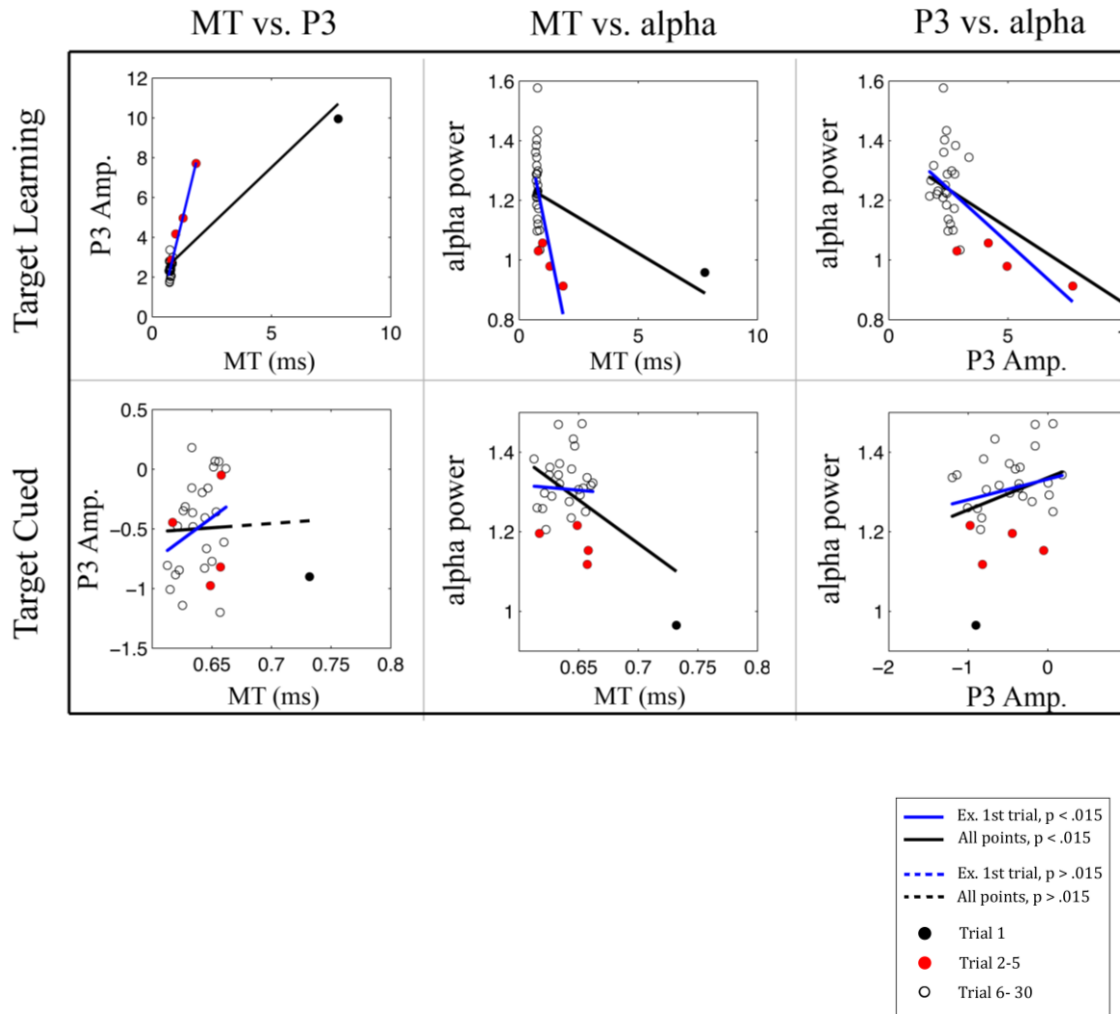 MT vs. P3
MT vs. alpha
P3 vs. alpha
Target Learning
P3 Amp.
12
10
8
6
4
2
0
0
5
10
MT (ms)
alpha power
1.6
1.4
1.2
1
0.8
0
5
10
MT (ms)
alpha power
1.6
1.4
1.2
1
0.8
0
5
P3 Amp.
Target Cued
P3 Amp.
0.5
0
−0.5
−1
−1.5
0.65
0.7
0.75
0.8
MT (ms)
alpha power
1.4
1.2
1
0.65
0.7
0.75
0.8
MT (ms)
alpha power
1.4
1.2
1
−2
−1
0
P3 Amp.
Ex. 1st trial, p < .015
All points, p < .015
Ex. 1st trial, p > .015
All points, p > .015
Trial 1
Trial 2-5
Trial 6- 30